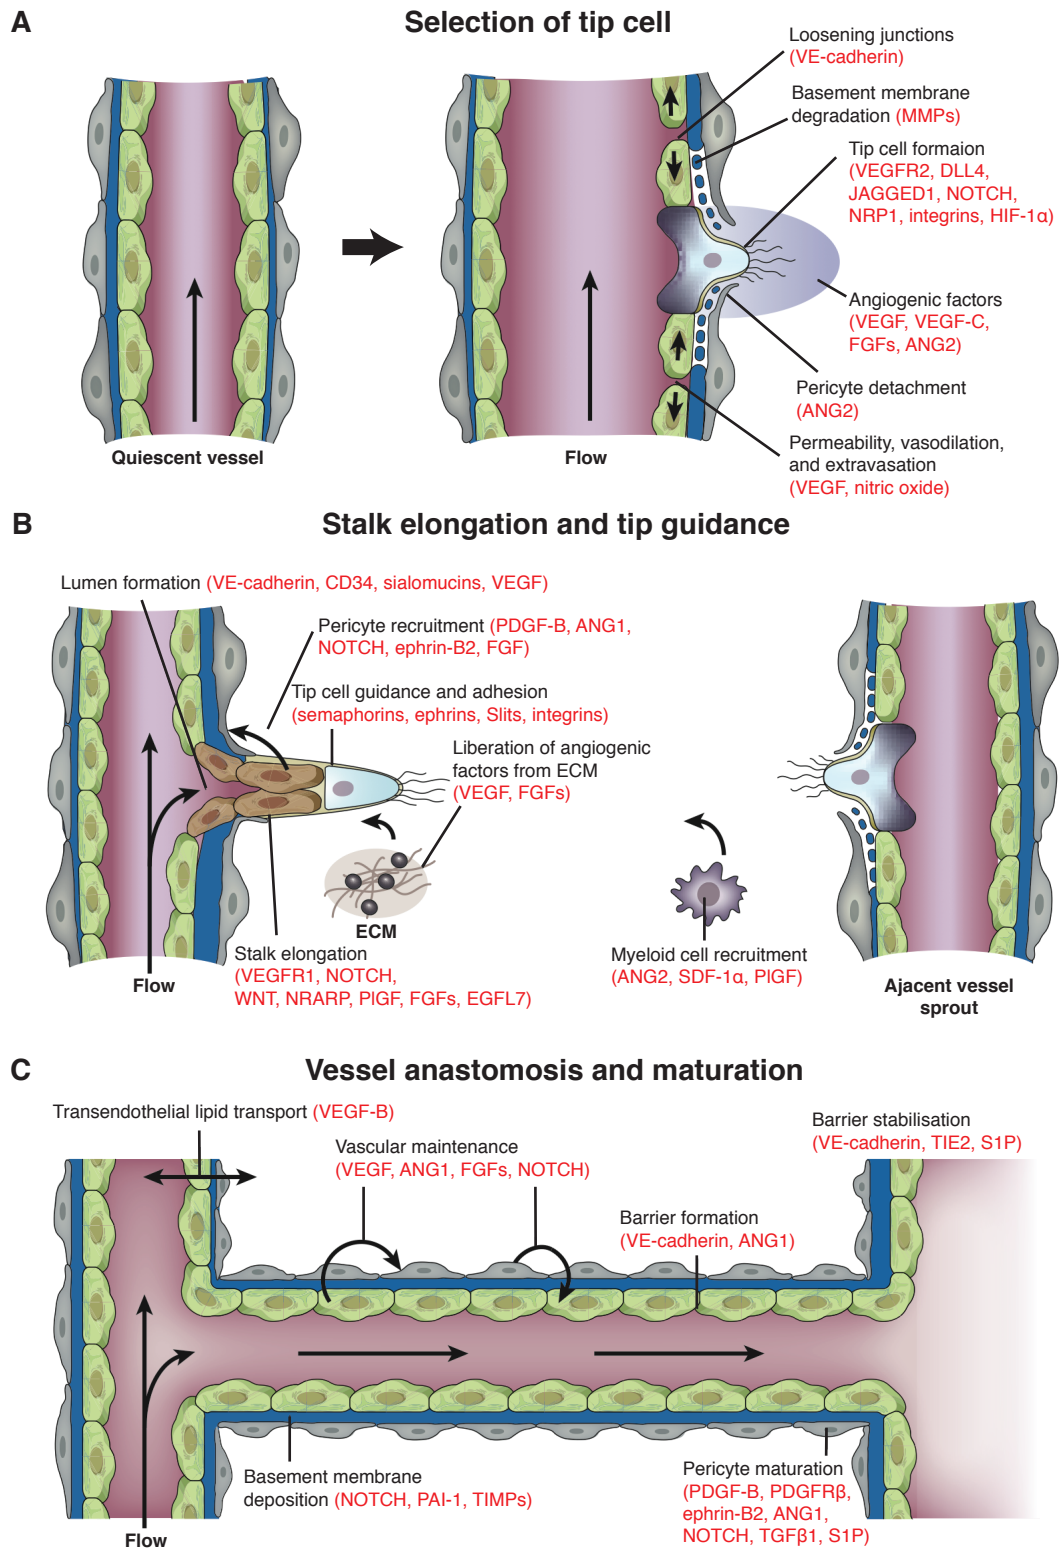 A
Selection of tip cell
Loosening junctions
(VE-cadherin)
Basement membrane
degradation (MMPs)
Tip cell formaion
(VEGFR2, DLL4,
JAGGED1, NOTCH,
NRP1, integrins, HIF-1α)
Angiogenic factors
(VEGF, VEGF-C,
FGFs, ANG2)
Pericyte detachment
(ANG2)
Permeability, vasodilation,
and extravasation
(VEGF, nitric oxide)
Quiescent vessel
Flow
B
Stalk elongation and tip guidance
Lumen formation (VE-cadherin, CD34, sialomucins, VEGF)
Pericyte recruitment (PDGF-B, ANG1,
NOTCH, ephrin-B2, FGF)
Tip cell guidance and adhesion
(semaphorins, ephrins, Slits, integrins)
Liberation of angiogenic
factors from ECM
(VEGF, FGFs)
ECM
Stalk elongation
(VEGFR1, NOTCH,
WNT, NRARP, PlGF, FGFs, EGFL7)
Flow
Myeloid cell recruitment
(ANG2, SDF-1α, PlGF)
Ajacent vessel
sprout
C
Vessel anastomosis and maturation
Transendothelial lipid transport (VEGF-B)
Vascular maintenance
(VEGF, ANG1, FGFs, NOTCH)
Barrier stabilisation
(VE-cadherin, TIE2, S1P)
Barrier formation
(VE-cadherin, ANG1)
Basement membrane
deposition (NOTCH, PAI-1, TIMPs)
Pericyte maturation
(PDGF-B, PDGFRβ,
ephrin-B2, ANG1,
NOTCH, TGFβ1, S1P)
Flow